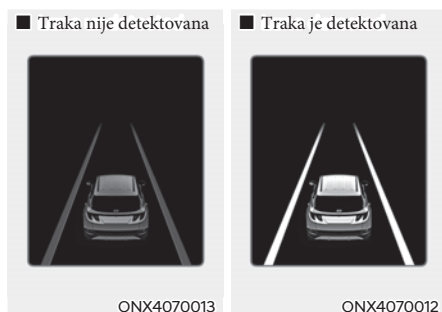 ■ Traka nije detektovana
■ Traka je detektovana
ONX4070013
ONX4070012